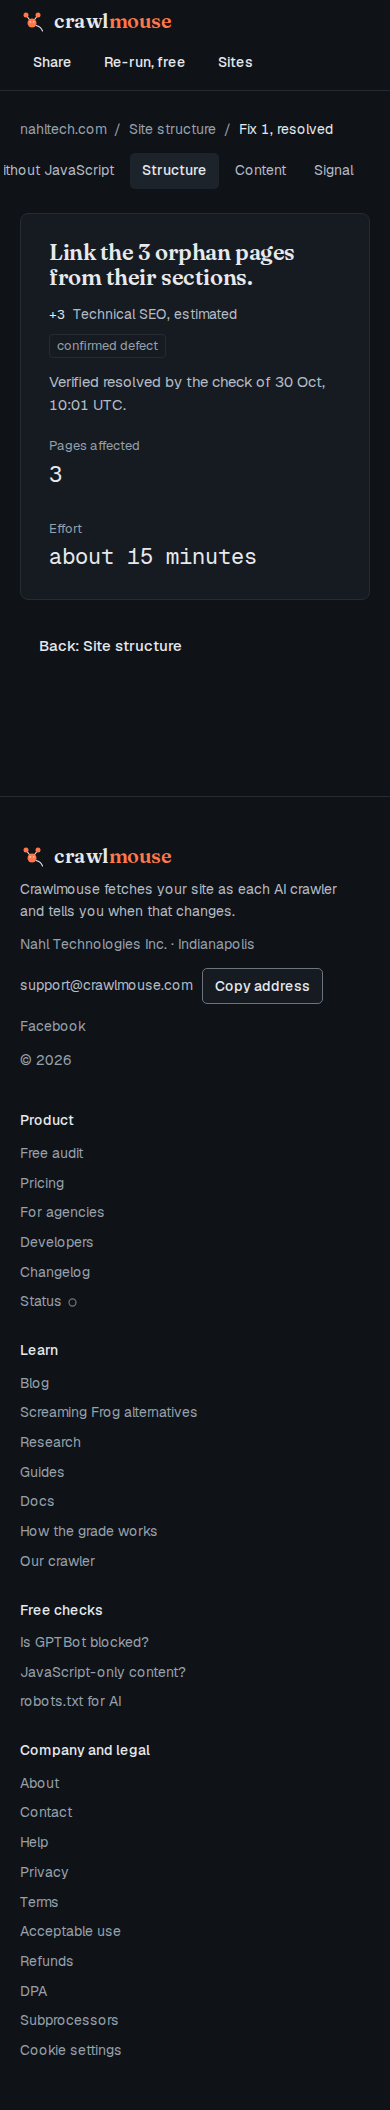 crawlmouse
Share Re-run, free Sites
nahltech.com / Site structure / Fix 1, resolved
ithout JavaScript Structure Content Signal
Link the 3 orphan pages
from their sections.
+3 Technical SEO, estimated
confirmed defect
Verified resolved by the check of 30 Oct,
10:01 UTC.
Pages affected
3
Effort
about 15 minutes
Back: Site structure
crawlmouse
Crawlmouse fetches your site as each AI crawler
and tells you when that changes.
Nahl Technologies Inc. · Indianapolis
support@crawlmouse.com Copy address
Facebook
© 2026
Product
Free audit
Pricing
For agencies
Developers
Changelog
Status
Learn
Blog
Screaming Frog alternatives
Research
Guides
Docs
How the grade works
Our crawler
Free checks
Is GPTBot blocked?
JavaScript-only content?
robots.txt for AI
Company and legal
About
Contact
Help
Privacy
Terms
Acceptable use
Refunds
DPA
Subprocessors
Cookie settings